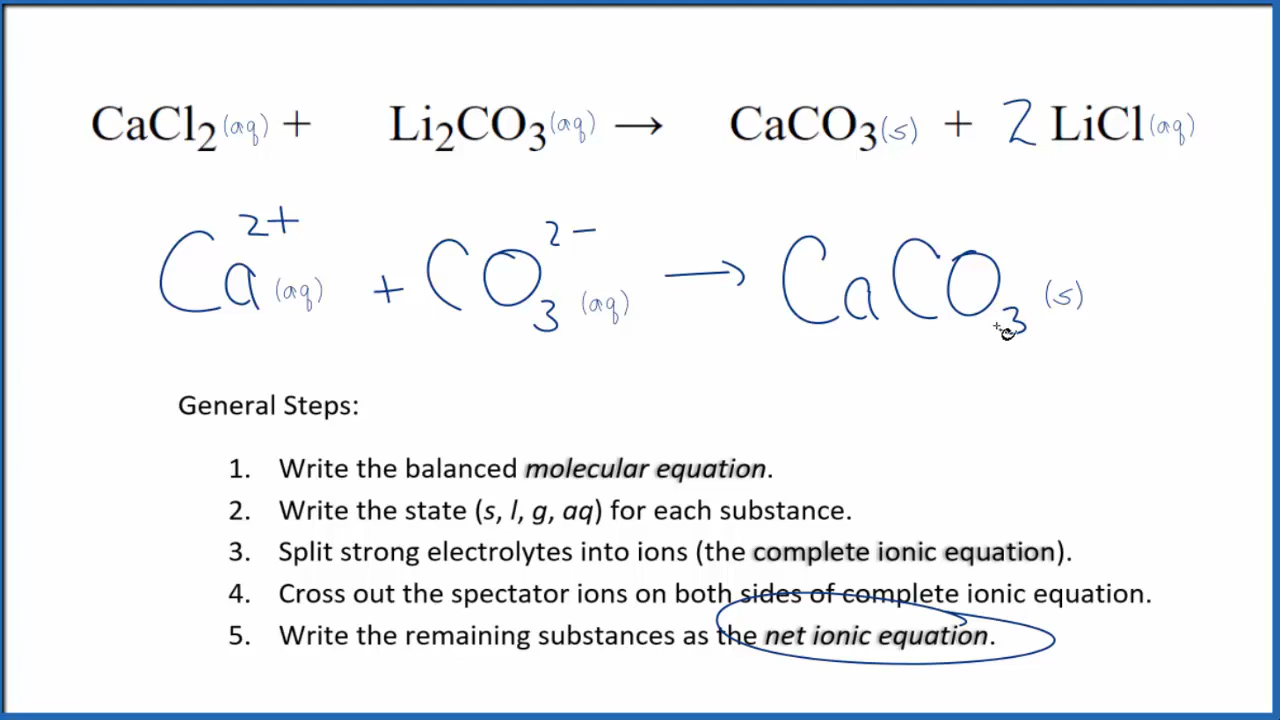 CaCl₂(aq) + Li₂CO₃(aq) → CaCO₃(s) + 2 LiCl(aq)
Ca²⁺(aq) + CO₃²⁻(aq) → CaCO₃(s)
General Steps:
1. Write the balanced molecular equation.
2. Write the state (s, l, g, aq) for each substance.
3. Split strong electrolytes into ions (the complete ionic equation).
4. Cross out the spectator ions on both sides of complete ionic equation.
5. Write the remaining substances as the net ionic equation.